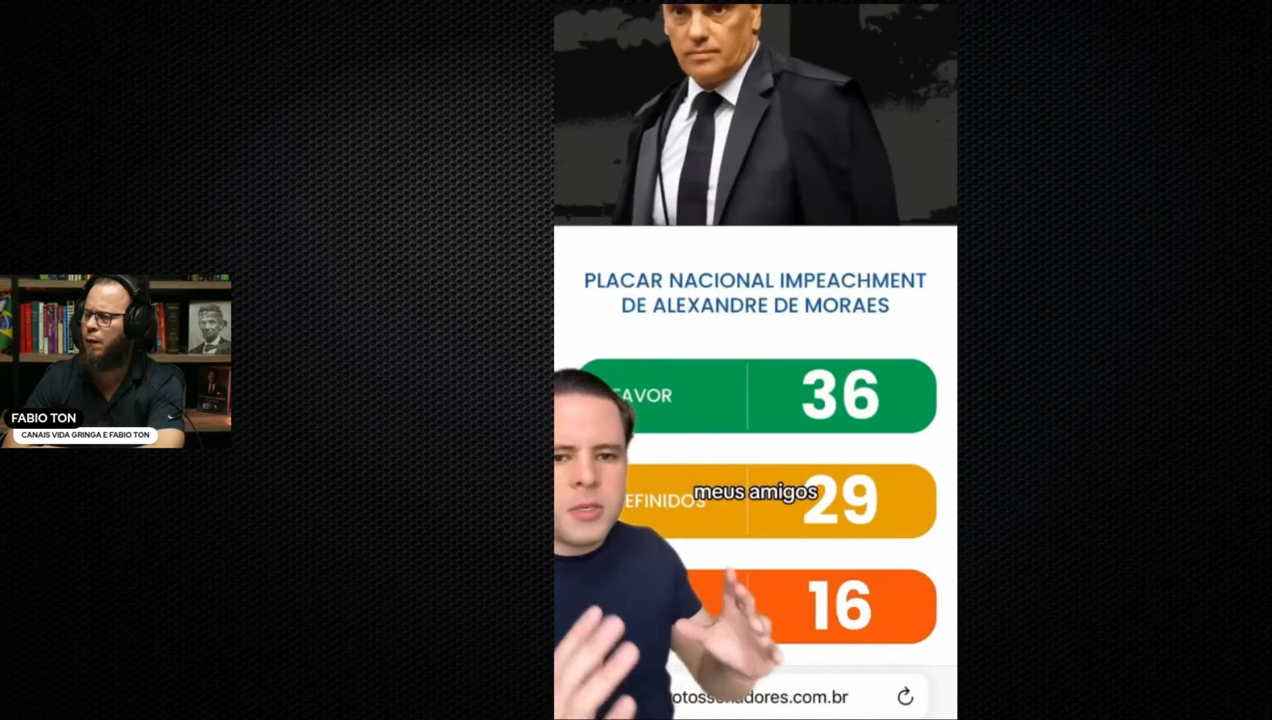 FABIO TON
CANAIS VIDA GRINGA E FABIO TON
PLACAR NACIONAL IMPEACHMENT
DE ALEXANDRE DE MORAES
36
meus amigos
29
16